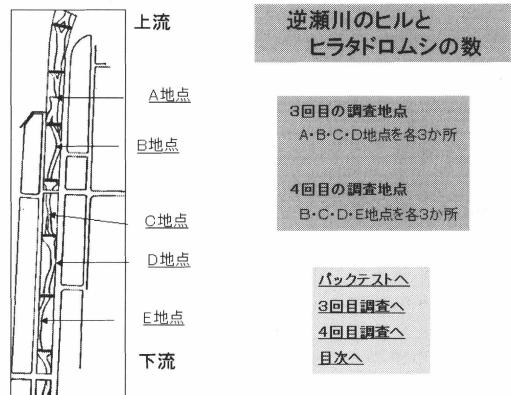 上流
A地点
B地点
C地点
D地点
E地点
下流
逆瀬川のヒルと
ヒラタドロムシの数
3回目の調査地点
A・B・C・D地点を各3か所
4回目の調査地点
B・C・D・E地点を各3か所
パックテストへ
3回目調査へ
4回目調査へ
目次へ